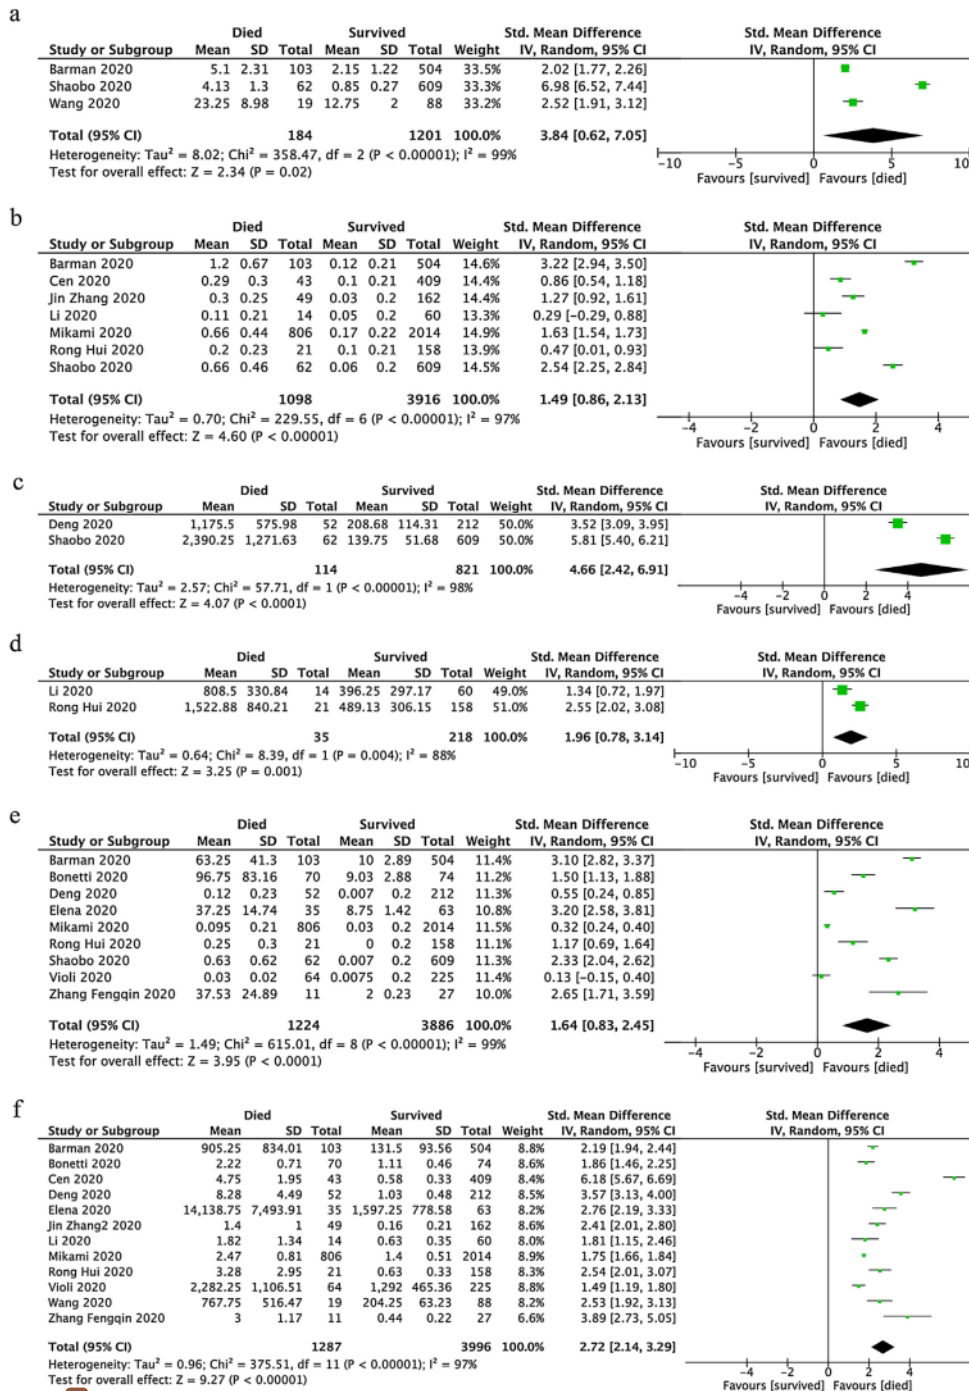 a
Died Survived Std. Mean Difference Std. Mean Difference
Study or Subgroup Mean SD Total Mean SD Total Weight IV, Random, 95% CI IV, Random, 95% CI
Barman 2020 5.1 2.31 103 2.15 1.22 504 33.5% 2.02 [1.77, 2.26]
Shaobo 2020 4.13 1.3 62 0.85 0.27 609 33.3% 6.98 [6.52, 7.44]
Wang 2020 23.25 8.98 19 12.75 2 88 33.2% 2.52 [1.91, 3.12]
Total (95% CI) 184 1201 100.0% 3.84 [0.62, 7.05]
Heterogeneity: Tau² = 8.02; Chi² = 358.47, df = 2 (P < 0.00001); I² = 99%
Test for overall effect: Z = 2.34 (P = 0.02)
−10 −5 0 5 10
Favours [survived] Favours [died]
b
Died Survived Std. Mean Difference Std. Mean Difference
Study or Subgroup Mean SD Total Mean SD Total Weight IV, Random, 95% CI IV, Random, 95% CI
Barman 2020 1.2 0.67 103 0.12 0.21 504 14.6% 3.22 [2.94, 3.50]
Cen 2020 0.29 0.3 43 0.1 0.21 409 14.5% 0.86 [0.54, 1.18]
Jin Zhang 2020 0.3 0.25 49 0.03 0.2 162 14.4% 1.27 [0.92, 1.61]
Li 2020 0.11 0.21 14 0.05 0.2 60 13.3% 0.29 [−0.29, 0.88]
Mikami 2020 0.66 0.44 806 0.17 0.22 2014 14.9% 1.63 [1.54, 1.73]
Rong Hui 2020 0.2 0.23 21 0.1 0.21 158 13.9% 0.47 [0.01, 0.93]
Shaobo 2020 0.66 0.46 62 0.06 0.2 609 14.5% 2.54 [2.25, 2.84]
Total (95% CI) 1098 3916 100.0% 1.49 [0.86, 2.13]
Heterogeneity: Tau² = 0.70; Chi² = 229.55, df = 6 (P < 0.00001); I² = 97%
Test for overall effect: Z = 4.60 (P < 0.00001)
−4 −2 0 2 4
Favours [survived] Favours [died]
c
Died Survived Std. Mean Difference Std. Mean Difference
Study or Subgroup Mean SD Total Mean SD Total Weight IV, Random, 95% CI IV, Random, 95% CI
Deng 2020 1,175.5 575.98 52 208.68 114.31 212 50.0% 3.52 [3.09, 3.95]
Shaobo 2020 2,390.25 1,271.63 62 139.75 51.68 609 50.0% 5.81 [5.40, 6.21]
Total (95% CI) 114 821 100.0% 4.66 [2.42, 6.91]
Heterogeneity: Tau² = 2.57; Chi² = 57.71, df = 1 (P < 0.00001); I² = 98%
Test for overall effect: Z = 4.07 (P < 0.0001)
−4 −2 0 2 4
Favours [survived] Favours [died]
d
Died Survived Std. Mean Difference Std. Mean Difference
Study or Subgroup Mean SD Total Mean SD Total Weight IV, Random, 95% CI IV, Random, 95% CI
Li 2020 808.5 330.84 14 396.25 297.17 60 49.0% 1.34 [0.72, 1.97]
Rong Hui 2020 1,522.88 840.21 21 489.13 306.15 158 51.0% 2.55 [2.02, 3.08]
Total (95% CI) 35 218 100.0% 1.96 [0.78, 3.14]
Heterogeneity: Tau² = 0.64; Chi² = 8.39, df = 1 (P = 0.004); I² = 88%
Test for overall effect: Z = 3.25 (P = 0.001)
−10 −5 0 5 10
Favours [survived] Favours [died]
e
Died Survived Std. Mean Difference Std. Mean Difference
Study or Subgroup Mean SD Total Mean SD Total Weight IV, Random, 95% CI IV, Random, 95% CI
Barman 2020 63.25 41.3 103 10 2.89 504 11.4% 3.10 [2.82, 3.37]
Bonetti 2020 96.75 83.16 70 9.03 2.88 74 11.2% 1.50 [1.13, 1.88]
Deng 2020 0.12 0.23 52 0.007 0.2 212 11.3% 0.55 [0.24, 0.85]
Elena 2020 37.25 14.74 35 8.75 1.42 63 10.8% 3.20 [2.58, 3.81]
Mikami 2020 0.095 0.21 806 0.03 0.2 2014 11.5% 0.32 [0.24, 0.40]
Rong Hui 2020 0.25 0.3 21 0 0.2 158 11.1% 1.17 [0.69, 1.64]
Shaobo 2020 0.63 0.62 62 0.007 0.2 609 11.4% 2.33 [2.04, 2.62]
Violi 2020 0.03 0.02 64 0.0075 0.2 225 11.4% 0.13 [−0.15, 0.40]
Zhang Fengqin 2020 37.53 24.89 11 2 0.23 27 10.0% 2.65 [1.71, 3.59]
Total (95% CI) 1224 3886 100.0% 1.64 [0.83, 2.45]
Heterogeneity: Tau² = 1.49; Chi² = 615.01, df = 8 (P < 0.00001); I² = 99%
Test for overall effect: Z = 3.95 (P < 0.0001)
−4 −2 0 2 4
Favours [survived] Favours [died]
f
Died Survived Std. Mean Difference Std. Mean Difference
Study or Subgroup Mean SD Total Mean SD Total Weight IV, Random, 95% CI IV, Random, 95% CI
Barman 2020 905.25 834.01 103 131.5 93.56 504 8.8% 2.19 [1.94, 2.44]
Bonetti 2020 2.22 0.71 70 1.11 0.46 74 8.6% 1.86 [1.46, 2.25]
Cen 2020 4.75 1.95 43 0.58 0.33 409 8.4% 6.18 [5.67, 6.69]
Deng 2020 8.28 4.49 52 1.03 0.48 212 8.6% 3.57 [3.13, 4.00]
Elena 2020 14,138.75 7,493.91 35 1,597.25 778.58 63 8.2% 2.76 [2.19, 3.33]
Jin Zhang2 2020 1.4 1 49 0.16 0.21 162 8.6% 2.41 [2.01, 2.80]
Li 2020 1.82 1.34 14 0.63 0.35 60 8.0% 1.81 [1.15, 2.46]
Mikami 2020 2.47 0.81 806 1.4 0.51 2014 8.9% 1.75 [1.66, 1.84]
Rong Hui 2020 3.28 2.95 21 0.63 0.33 158 8.3% 2.54 [2.01, 3.07]
Violi 2020 2,282.25 1,106.51 64 1,292 465.36 225 8.7% 1.49 [1.19, 1.80]
Wang 2020 767.75 516.47 19 204.25 63.23 88 8.2% 2.53 [1.92, 3.13]
Zhang Fengqin 2020 3 1.17 11 0.44 0.22 27 6.6% 3.89 [2.73, 5.05]
Total (95% CI) 1287 3996 100.0% 2.72 [2.14, 3.29]
Heterogeneity: Tau² = 0.96; Chi² = 375.51, df = 11 (P < 0.00001); I² = 97%
Test for overall effect: Z = 9.27 (P < 0.00001)
−4 −2 0 2 4
Favours [survived] Favours [died]